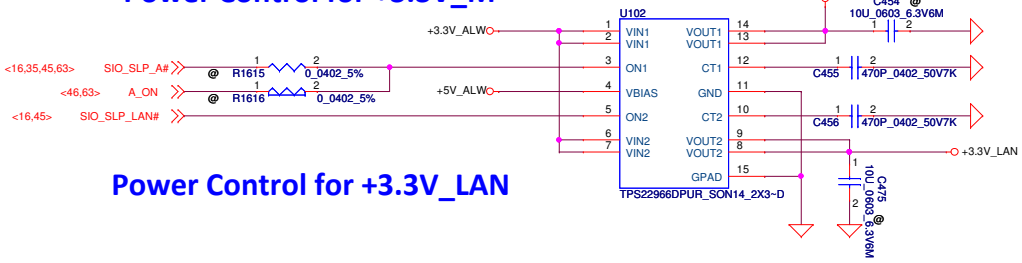 Power Control for +3.3V_M
C454 @
10U_0603_6.3V6M
1 2
U102
+3.3V_ALW
1 VIN1 VOUT1 14
2 VIN1 VOUT1 13
<16,35,45,63> SIO_SLP_A# @ R1615 1 2 0_0402_5% 3 ON1 CT1 12 C455 1 2 470P_0402_50V7K
<46,63> A_ON @ R1616 1 2 0_0402_5% +5V_ALW 4 VBIAS GND 11
<16,45> SIO_SLP_LAN# 5 ON2 CT2 10 C456 1 2 470P_0402_50V7K
6 VIN2 VOUT2 9
7 VIN2 VOUT2 8 +3.3V_LAN
GPAD 15
TPS22966DPUR_SON14_2X3~D
1 2
C475 @
10U_0603_6.3V6M
Power Control for +3.3V_LAN